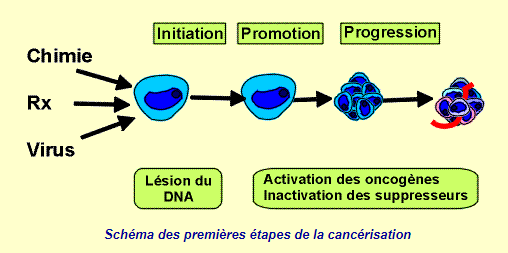 Initiation
Promotion
Progression
Chimie
Rx
Virus
Lésion du
DNA
Activation des oncogènes
Inactivation des suppresseurs
Schéma des premières étapes de la cancérisation